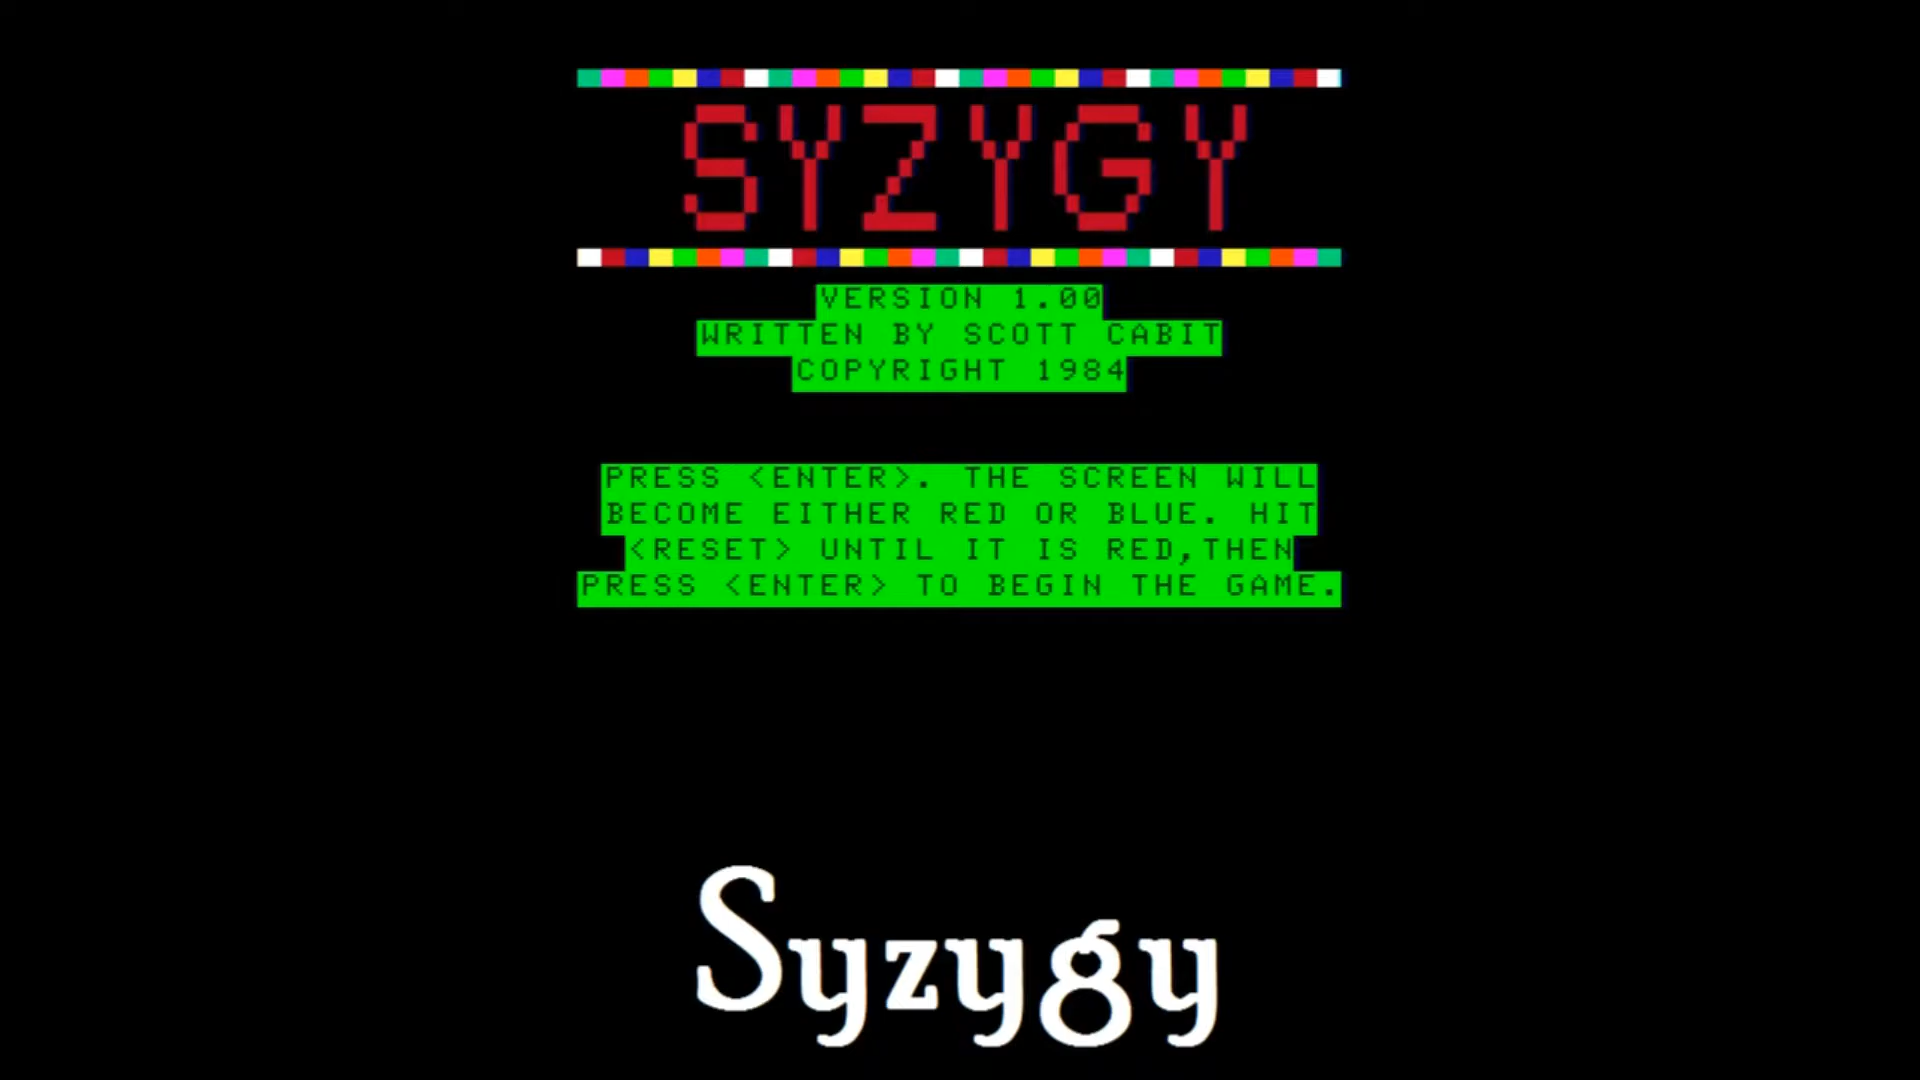 SYZYGY
VERSION 1.00
WRITTEN BY SCOTT CABIT
COPYRIGHT 1984
PRESS <ENTER>. THE SCREEN WILL
BECOME EITHER RED OR BLUE. HIT
<RESET> UNTIL IT IS RED,THEN
PRESS <ENTER> TO BEGIN THE GAME.
Syzygy